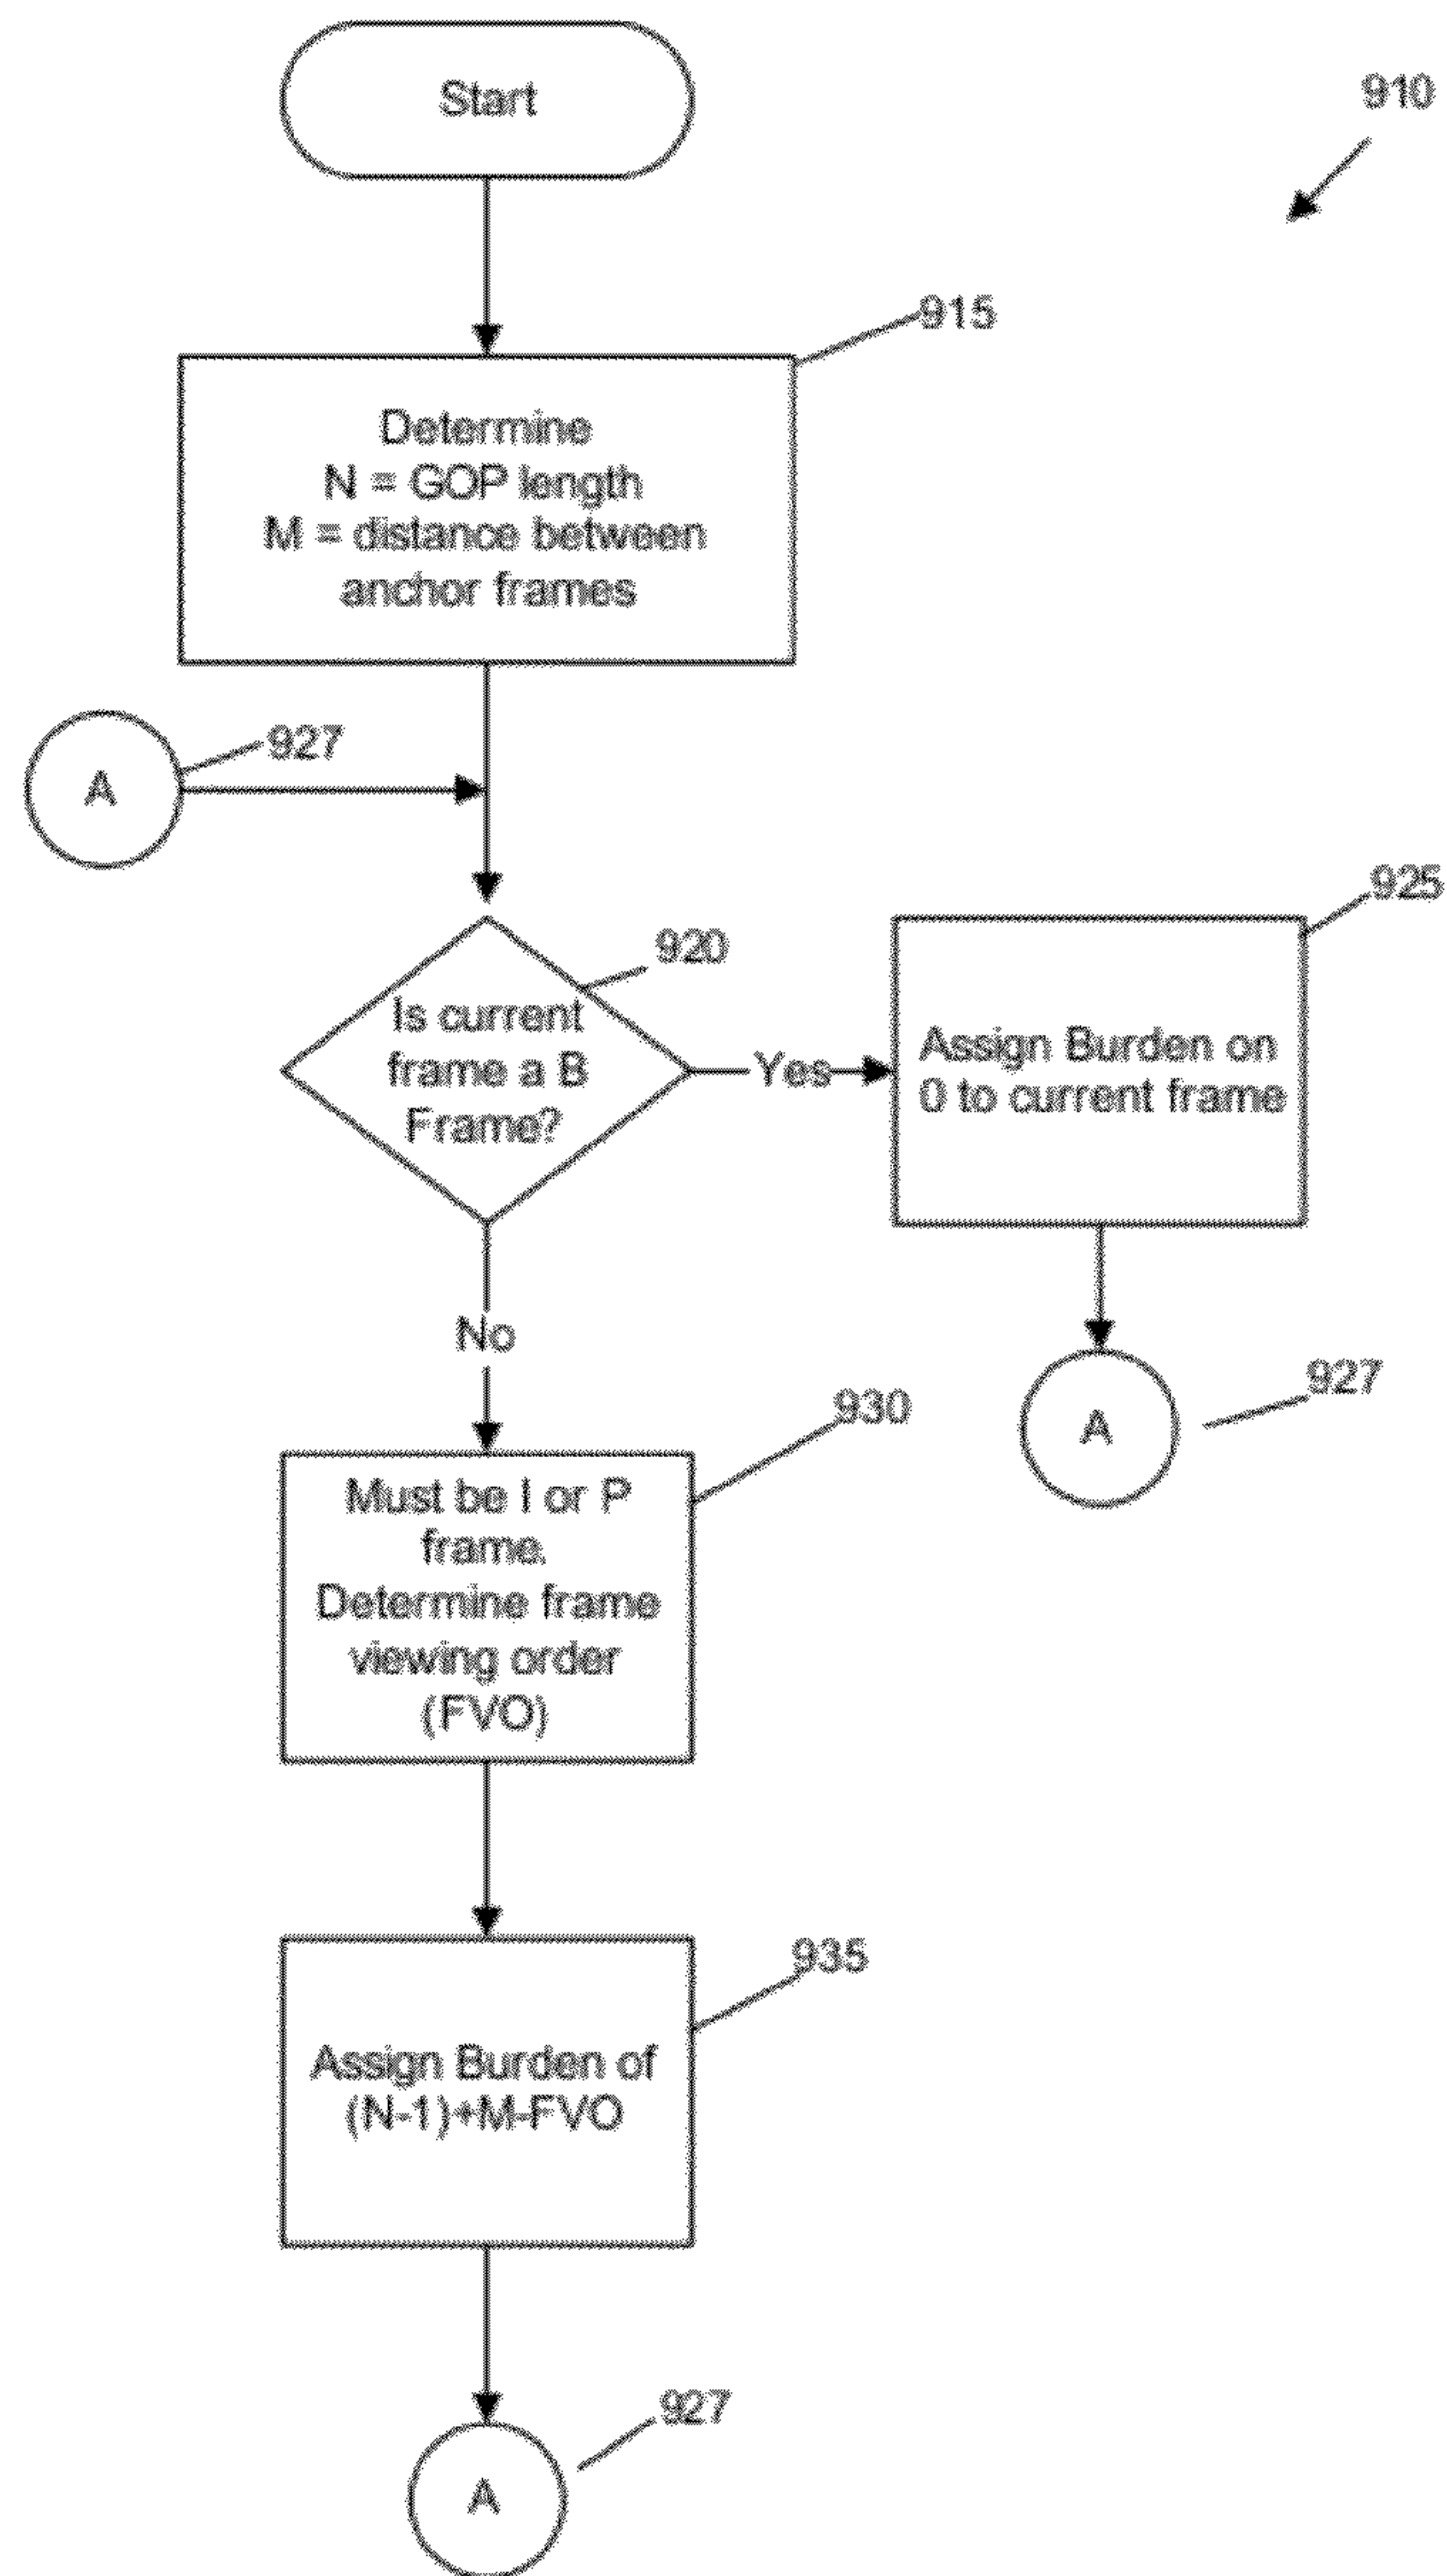 Start
910
915
Determine
N = GOP length
M = distance between
anchor frames
927
A
925
920
Is current
frame a B
Frame?
Yes
Assign Burden on
0 to current frame
No
927
A
930
Must be I or P
frame.
Determine frame
viewing order
(FVO)
935
Assign Burden of
(N-1)+M-FVO
927
A